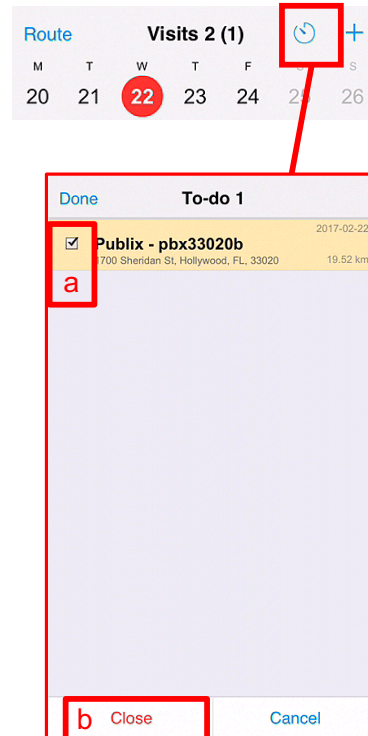 Route Visits 2 (1) +
M T W T F S S
20 21 22 23 24 25 26
Done To-do 1
2017-02-22
Publix - pbx33020b
1700 Sheridan St, Hollywood, FL, 33020 19.52 km
a
b Close Cancel